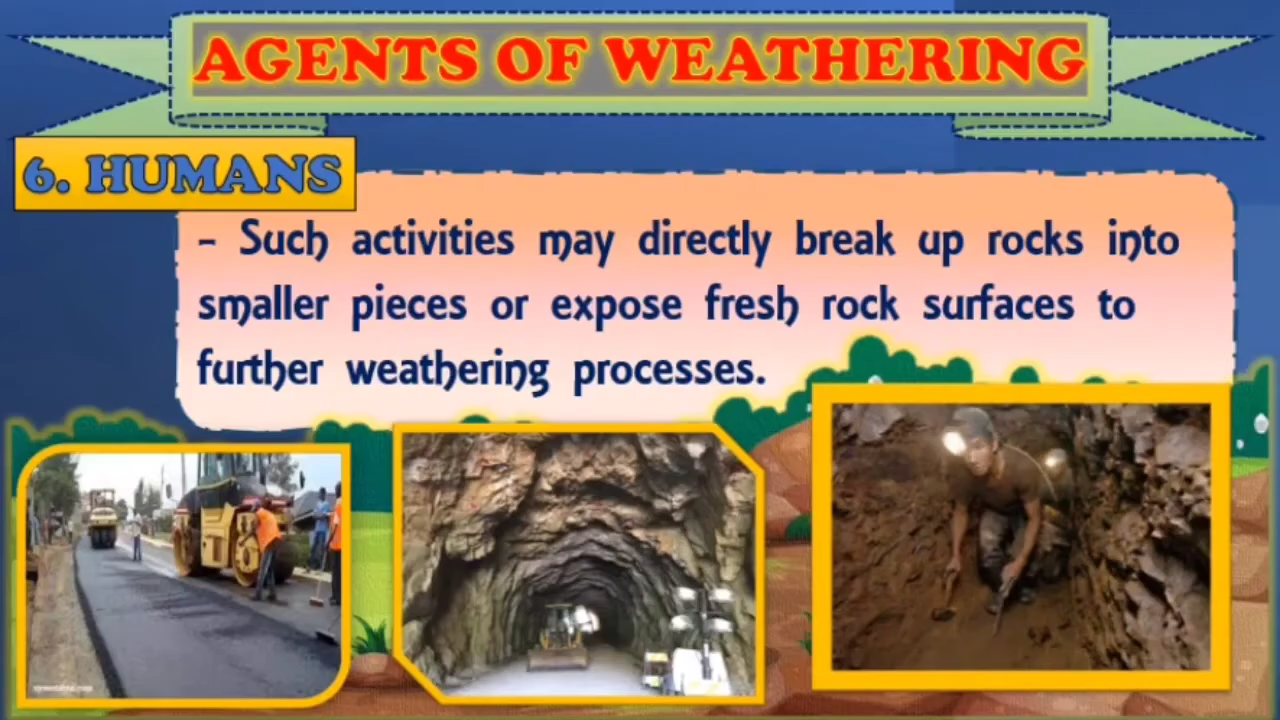 AGENTS OF WEATHERING
6. HUMANS
- Such activities may directly break up rocks into
smaller pieces or expose fresh rock surfaces to
further weathering processes.